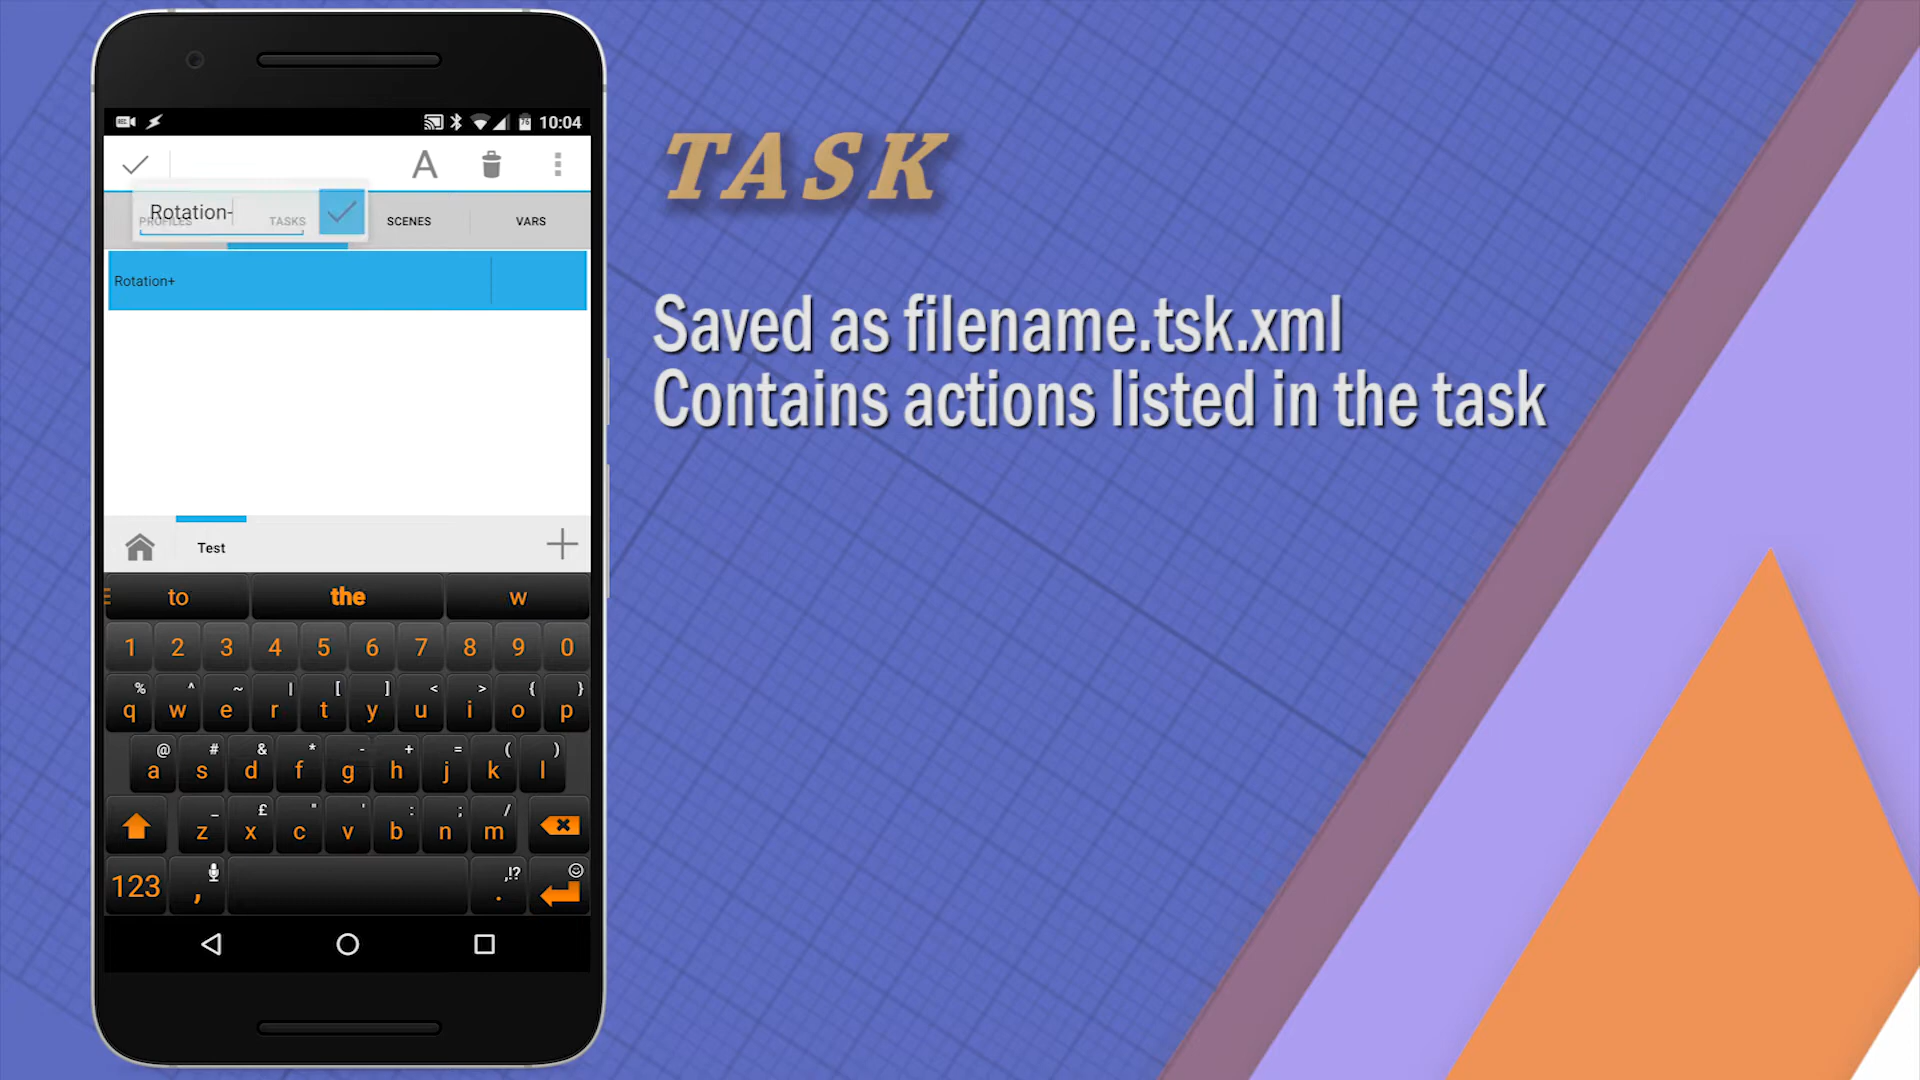 10:04
A
Rotation-
PROFILES TASKS SCENES VARS
Rotation+
Test
to the w
1 2 3 4 5 6 7 8 9 0
% ^ ~ | [ ] < > { }
q w e r t y u i o p
@ # & * - + = ( )
a s d f g h j k l
_ £ " ' : ; /
z x c v b n m
123 , ,!? .
TASK
Saved as filename.tsk.xml
Contains actions listed in the task